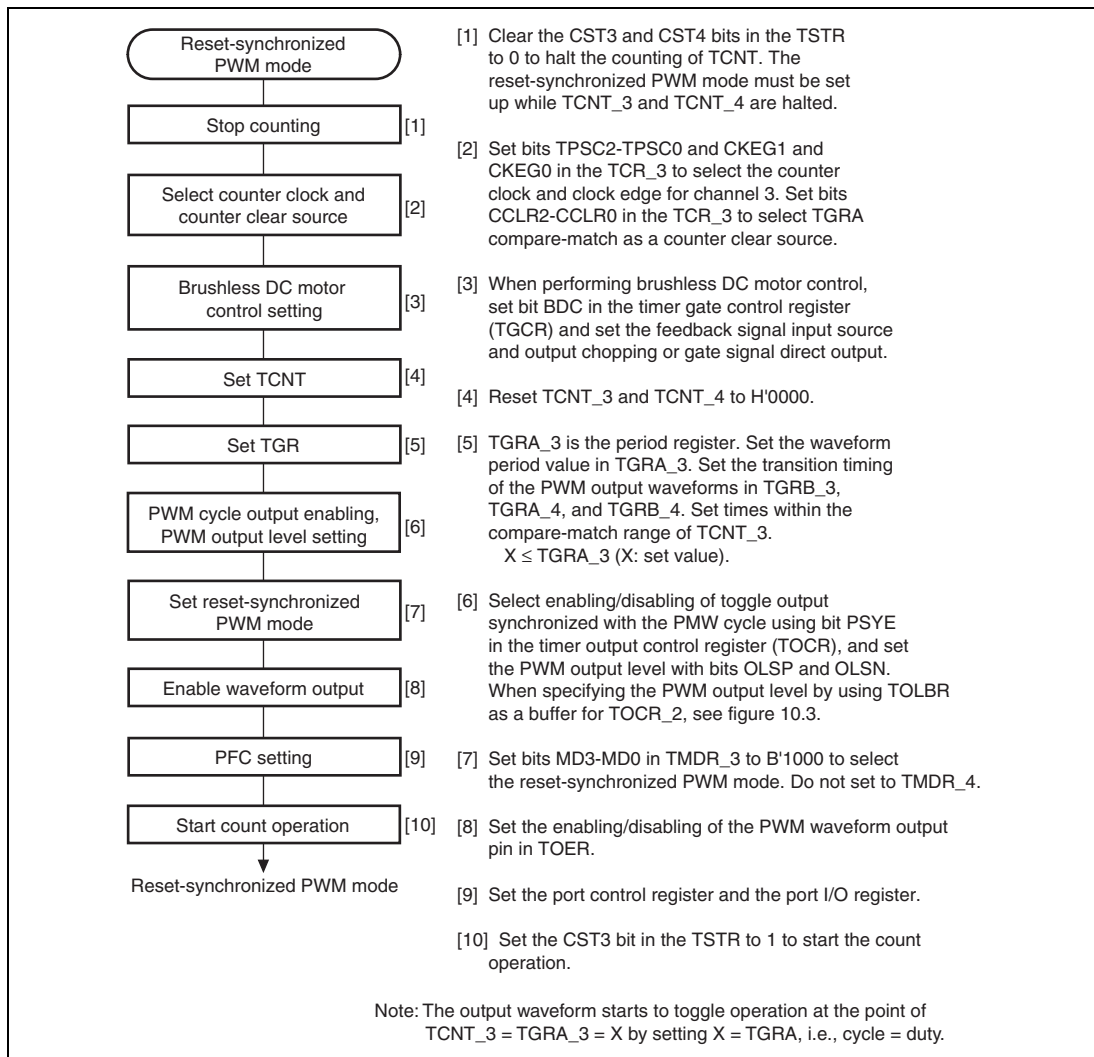 Reset-synchronized
PWM mode
Stop counting
[1]
Select counter clock and
counter clear source
[2]
Brushless DC motor
control setting
[3]
Set TCNT
[4]
Set TGR
[5]
PWM cycle output enabling,
PWM output level setting
[6]
Set reset-synchronized
PWM mode
[7]
Enable waveform output
[8]
PFC setting
[9]
Start count operation
[10]
Reset-synchronized PWM mode
[1] Clear the CST3 and CST4 bits in the TSTR
to 0 to halt the counting of TCNT. The
reset-synchronized PWM mode must be set
up while TCNT_3 and TCNT_4 are halted.
[2] Set bits TPSC2-TPSC0 and CKEG1 and
CKEG0 in the TCR_3 to select the counter
clock and clock edge for channel 3. Set bits
CCLR2-CCLR0 in the TCR_3 to select TGRA
compare-match as a counter clear source.
[3] When performing brushless DC motor control,
set bit BDC in the timer gate control register
(TGCR) and set the feedback signal input source
and output chopping or gate signal direct output.
[4] Reset TCNT_3 and TCNT_4 to H'0000.
[5] TGRA_3 is the period register. Set the waveform
period value in TGRA_3. Set the transition timing
of the PWM output waveforms in TGRB_3,
TGRA_4, and TGRB_4. Set times within the
compare-match range of TCNT_3.
X ≤ TGRA_3 (X: set value).
[6] Select enabling/disabling of toggle output
synchronized with the PMW cycle using bit PSYE
in the timer output control register (TOCR), and set
the PWM output level with bits OLSP and OLSN.
When specifying the PWM output level by using TOLBR
as a buffer for TOCR_2, see figure 10.3.
[7] Set bits MD3-MD0 in TMDR_3 to B'1000 to select
the reset-synchronized PWM mode. Do not set to TMDR_4.
[8] Set the enabling/disabling of the PWM waveform output
pin in TOER.
[9] Set the port control register and the port I/O register.
[10] Set the CST3 bit in the TSTR to 1 to start the count
operation.
Note: The output waveform starts to toggle operation at the point of
TCNT_3 = TGRA_3 = X by setting X = TGRA, i.e., cycle = duty.